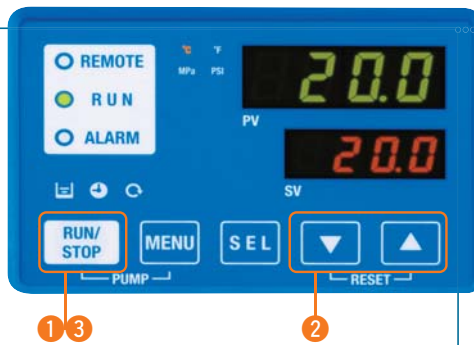 REMOTE
RUN
ALARM
°C °F
MPa PSI
20.0
PV
20.0
SV
RUN/
STOP
MENU
SEL
PUMP
RESET
1 3
2